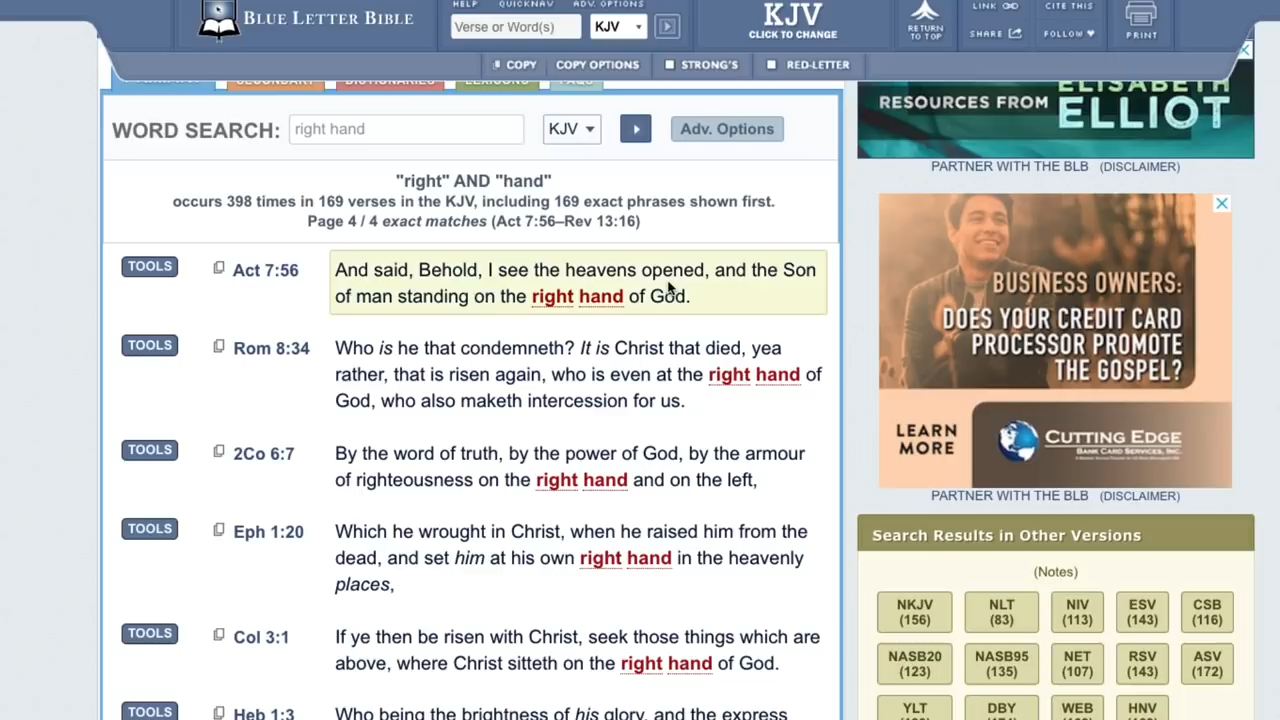 BLUE LETTER BIBLE
HELP QUICKNAV ADV. OPTIONS
Verse or Word(s) KJV
KJV
CLICK TO CHANGE
RETURN
TO TOP
LINK CITE THIS
SHARE FOLLOW
PRINT
COPY COPY OPTIONS STRONG'S RED-LETTER
WORD SEARCH: right hand KJV Adv. Options
"right" AND "hand"
occurs 398 times in 169 verses in the KJV, including 169 exact phrases shown first.
Page 4 / 4 exact matches (Act 7:56–Rev 13:16)
TOOLS Act 7:56 And said, Behold, I see the heavens opened, and the Son
of man standing on the right hand of God.
TOOLS Rom 8:34 Who is he that condemneth? It is Christ that died, yea
rather, that is risen again, who is even at the right hand of
God, who also maketh intercession for us.
TOOLS 2Co 6:7 By the word of truth, by the power of God, by the armour
of righteousness on the right hand and on the left,
TOOLS Eph 1:20 Which he wrought in Christ, when he raised him from the
dead, and set him at his own right hand in the heavenly
places,
TOOLS Col 3:1 If ye then be risen with Christ, seek those things which are
above, where Christ sitteth on the right hand of God.
TOOLS Heb 1:3 Who being the brightness of his glory, and the express
ELISABETH
RESOURCES FROM ELLIOT
PARTNER WITH THE BLB (DISCLAIMER)
BUSINESS OWNERS:
DOES YOUR CREDIT CARD
PROCESSOR PROMOTE
THE GOSPEL?
LEARN
MORE
CUTTING EDGE
BANK CARD SERVICES, INC.
PARTNER WITH THE BLB (DISCLAIMER)
Search Results in Other Versions
(Notes)
NKJV NLT NIV ESV CSB
(156) (83) (113) (143) (116)
NASB20 NASB95 NET RSV ASV
(123) (135) (107) (143) (172)
YLT DBY WEB HNV